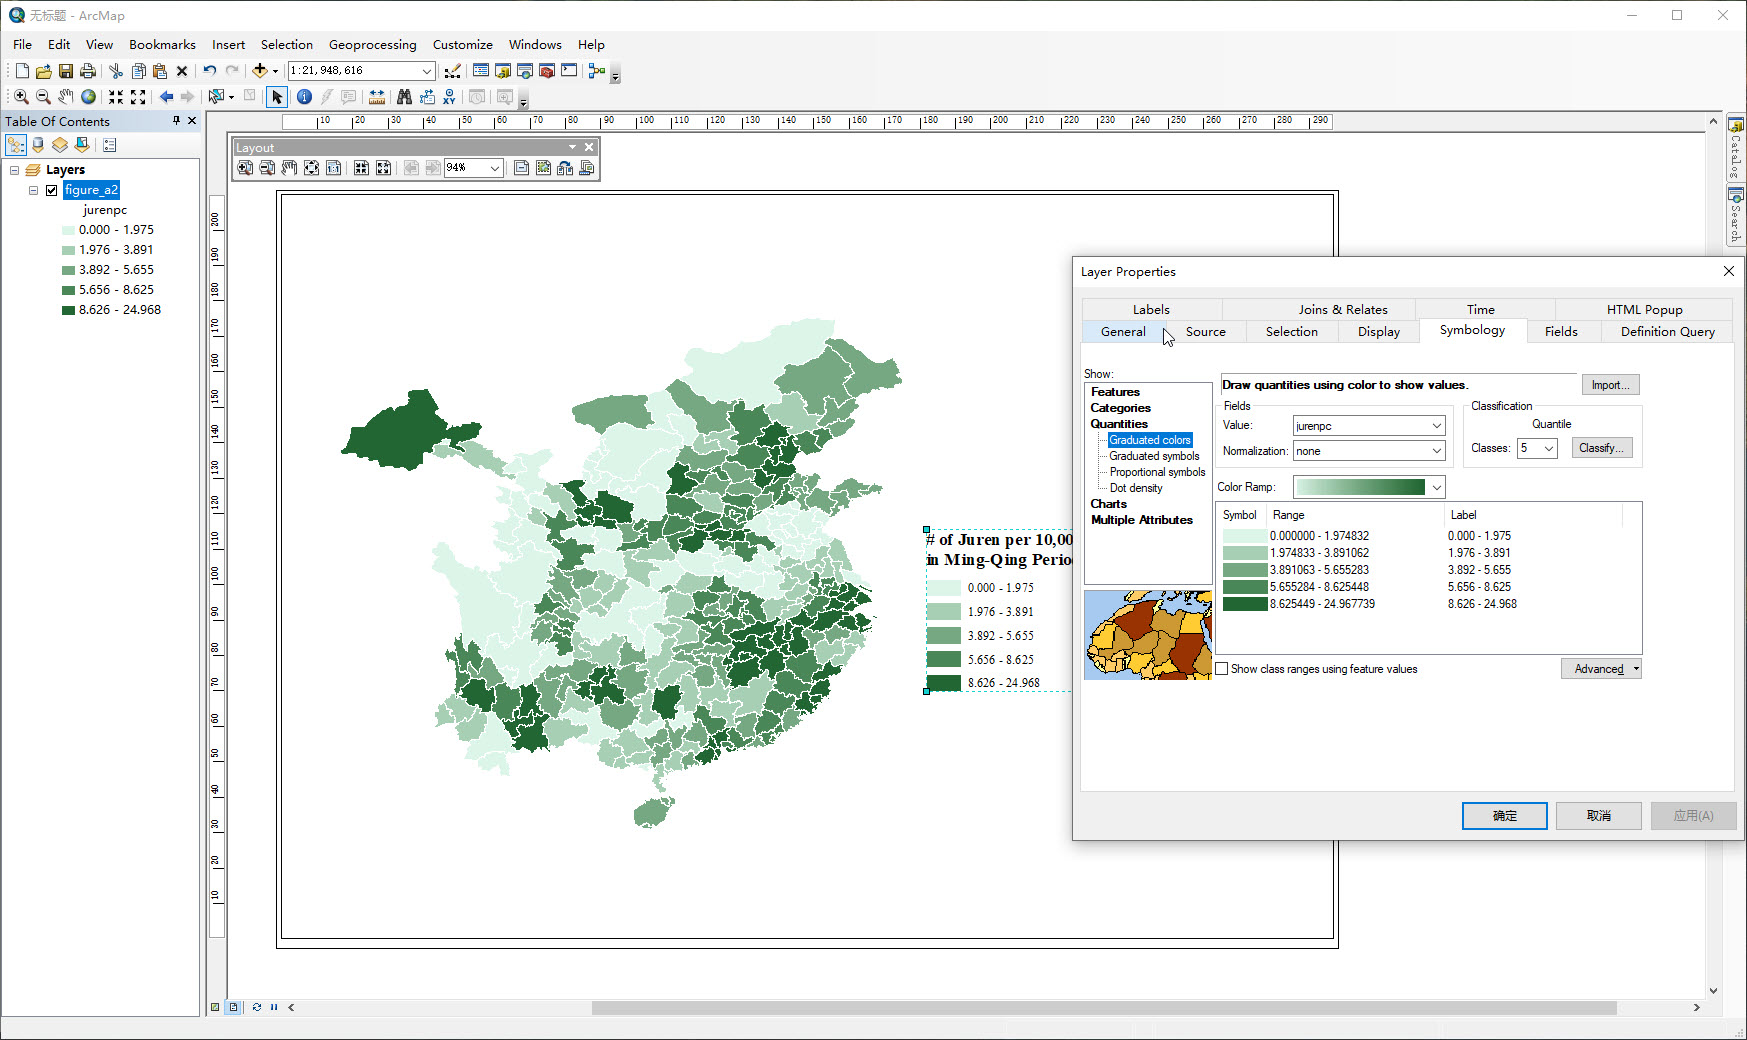 无标题 - ArcMap
File Edit View Bookmarks Insert Selection Geoprocessing Customize Windows Help
1:21,948,616
Table Of Contents
Layers
figure_a2
jurenpc
0.000 - 1.975
1.976 - 3.891
3.892 - 5.655
5.656 - 8.625
8.626 - 24.968
10 20 30 40 50 60 70 80 90 100 110 120 130 140 150 160 170 180 190 200 210 220 230 240 250 260 270 280 290
Layout
94%
200
190
180
170
160
150
140
130
120
110
100
90
80
70
60
50
40
30
20
10
# of Juren per 10,00
in Ming-Qing Perio
0.000 - 1.975
1.976 - 3.891
3.892 - 5.655
5.656 - 8.625
8.626 - 24.968
Catalog
Search
Layer Properties
Labels Joins & Relates Time HTML Popup
General Source Selection Display Symbology Fields Definition Query
Show:
Features
Categories
Quantities
Graduated colors
Graduated symbols
Proportional symbols
Dot density
Charts
Multiple Attributes
Draw quantities using color to show values.
Import...
Fields
Value: jurenpc
Normalization: none
Classification
Quantile
Classes: 5 Classify...
Color Ramp:
Symbol Range Label
0.000000 - 1.974832 0.000 - 1.975
1.974833 - 3.891062 1.976 - 3.891
3.891063 - 5.655283 3.892 - 5.655
5.655284 - 8.625448 5.656 - 8.625
8.625449 - 24.967739 8.626 - 24.968
Show class ranges using feature values
Advanced
确定 取消 应用(A)